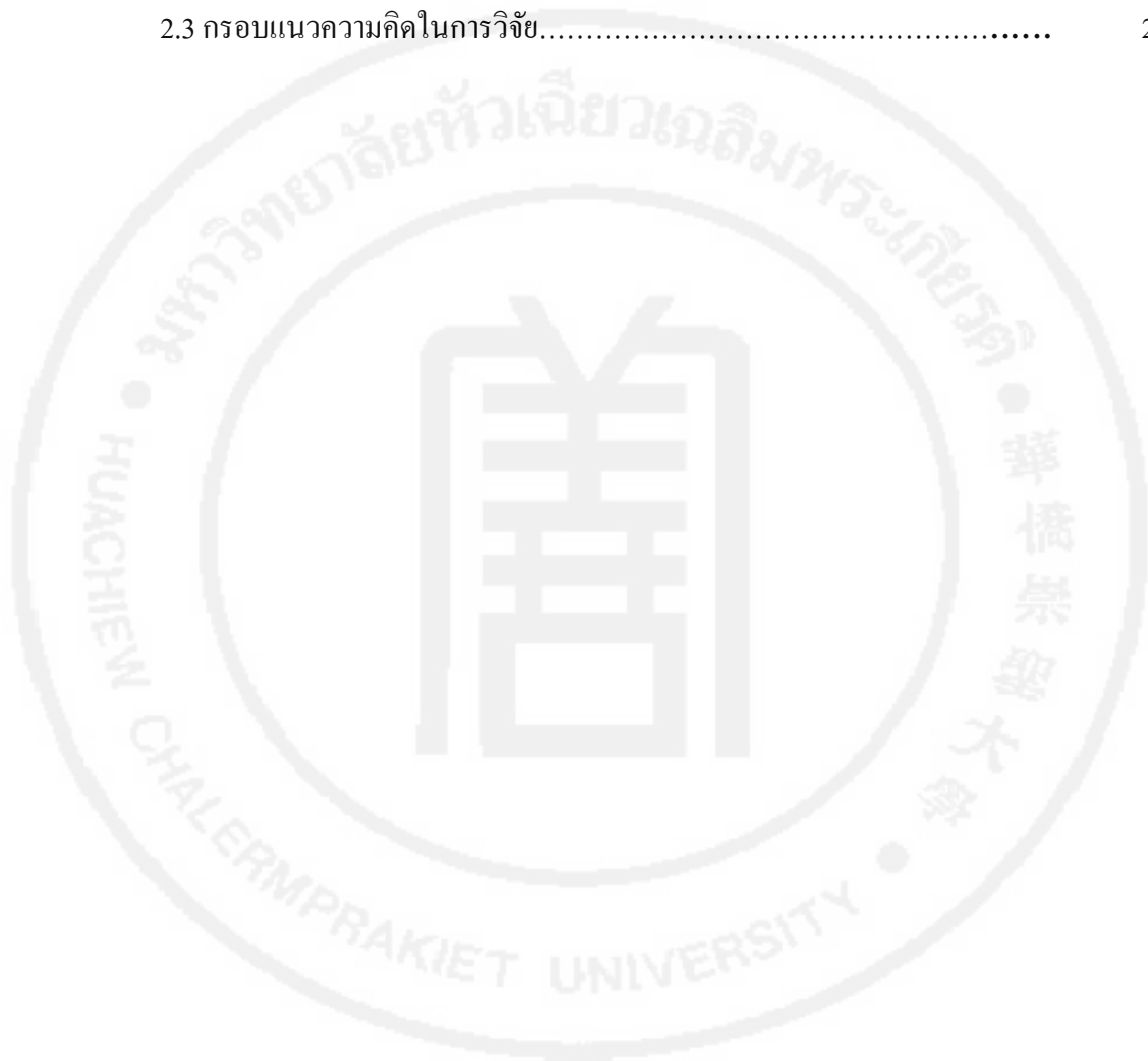 2.3 กรอบแนวความคิดในการวิจัย…………………………………………......
มหาวิทยาลัยหัวเฉียวเฉลิมพระเกียรติ
華僑崇聖大學
HUACHIEW CHALERMPRAKIET UNIVERSITY